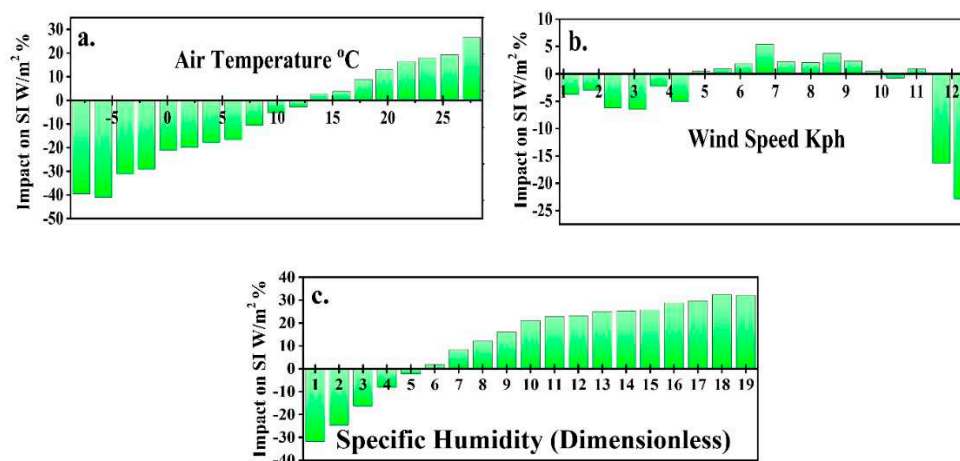 a.
Air Temperature ºC
Impact on SI W/m² %
30
20
10
0
-10
-20
-30
-40
-50
-5 0 5 10 15 20 25
b.
Wind Speed Kph
Impact on SI W/m² %
10
5
0
-5
-10
-15
-20
-25
1 2 3 4 5 6 7 8 9 10 11 12
c.
Specific Humidity (Dimensionless)
Impact on SI W/m² %
40
30
20
10
0
-10
-20
-30
-40
1 2 3 4 5 6 7 8 9 10 11 12 13 14 15 16 17 18 19